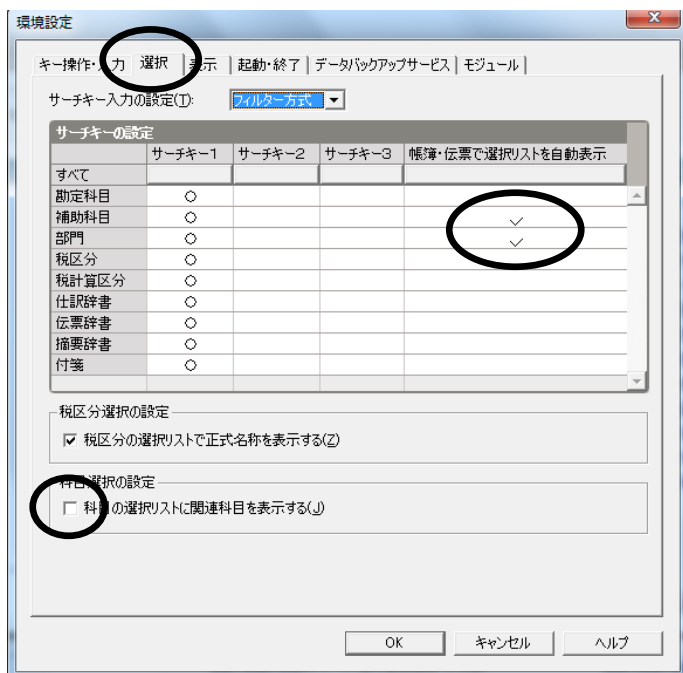 環境設定
キー操作・入力 選択 表示 起動・終了 データバックアップサービス モジュール
サーチキー入力の設定(T): フィルター方式
サーチキーの設定
サーチキー1 サーチキー2 サーチキー3 帳簿・伝票で選択リストを自動表示
すべて
勘定科目 ○
補助科目 ○ ✓
部門 ○ ✓
税区分 ○
税計算区分 ○
仕訳辞書 ○
伝票辞書 ○
摘要辞書 ○
付箋 ○
税区分選択の設定
税区分の選択リストで正式名称を表示する(Z)
科目選択の設定
科目の選択リストに関連科目を表示する(J)
OK キャンセル ヘルプ